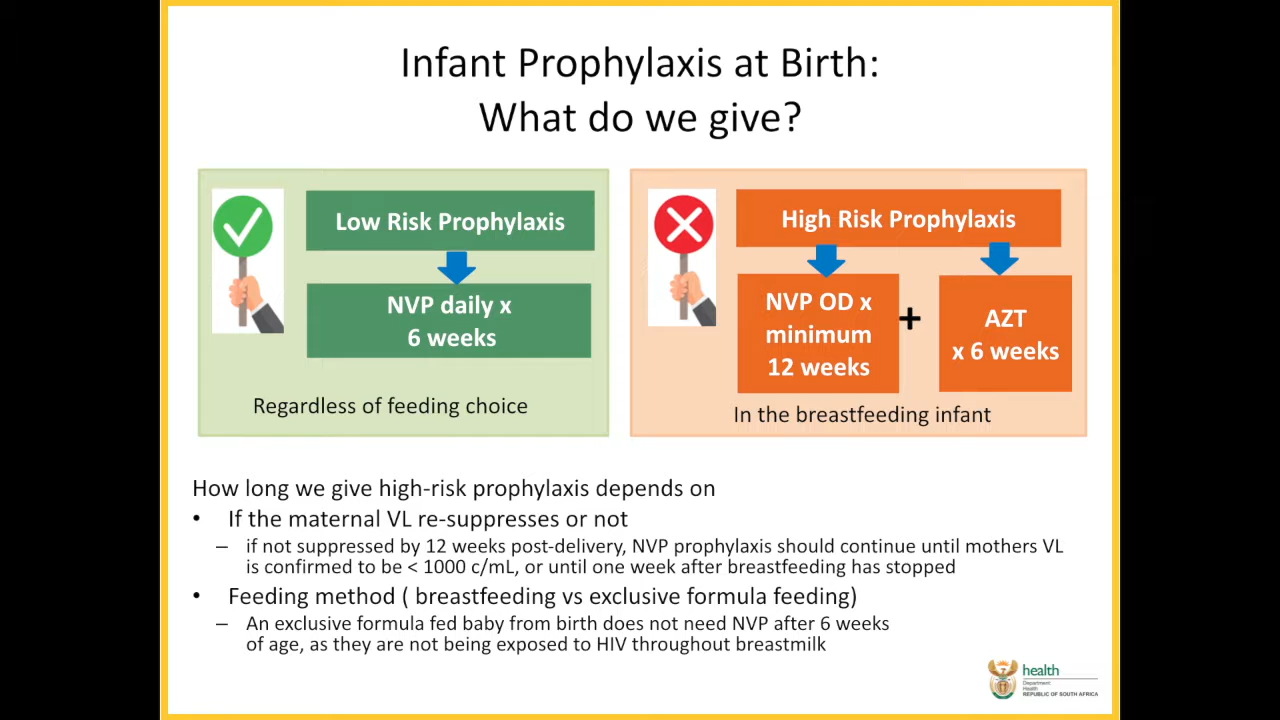 Infant Prophylaxis at Birth:
What do we give?
Low Risk Prophylaxis
NVP daily x
6 weeks
Regardless of feeding choice
High Risk Prophylaxis
NVP OD x
minimum
12 weeks
+
AZT
x 6 weeks
In the breastfeeding infant
How long we give high-risk prophylaxis depends on
• If the maternal VL re-suppresses or not
– if not suppressed by 12 weeks post-delivery, NVP prophylaxis should continue until mothers VL
is confirmed to be < 1000 c/mL, or until one week after breastfeeding has stopped
• Feeding method ( breastfeeding vs exclusive formula feeding)
– An exclusive formula fed baby from birth does not need NVP after 6 weeks
of age, as they are not being exposed to HIV throughout breastmilk
health
Department:
Health
REPUBLIC OF SOUTH AFRICA